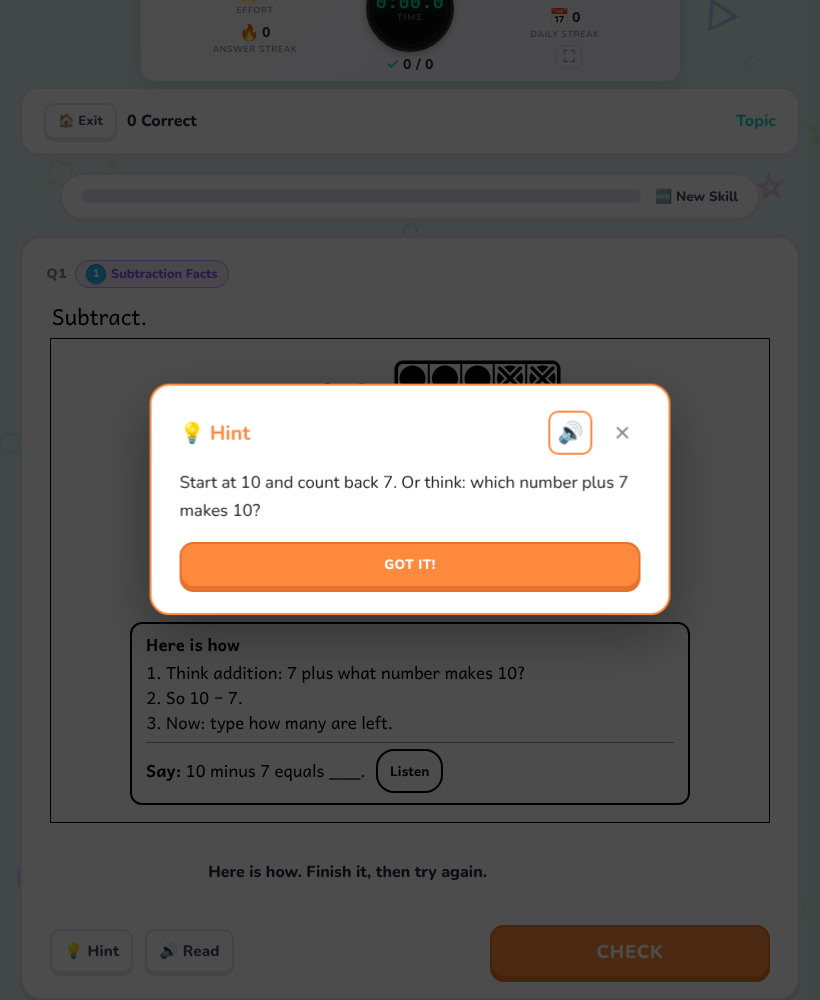 EFFORT
0:00.0
TIME
🔥 0
ANSWER STREAK
📅 0
DAILY STREAK
✓ 0 / 0
🏠 Exit
0 Correct
Topic
🆕 New Skill
Q1
1 Subtraction Facts
Subtract.
💡 Hint
Start at 10 and count back 7. Or think: which number plus 7
makes 10?
GOT IT!
Here is how
1. Think addition: 7 plus what number makes 10?
2. So 10 − 7.
3. Now: type how many are left.
Say: 10 minus 7 equals ____. Listen
Here is how. Finish it, then try again.
💡 Hint
🔊 Read
CHECK